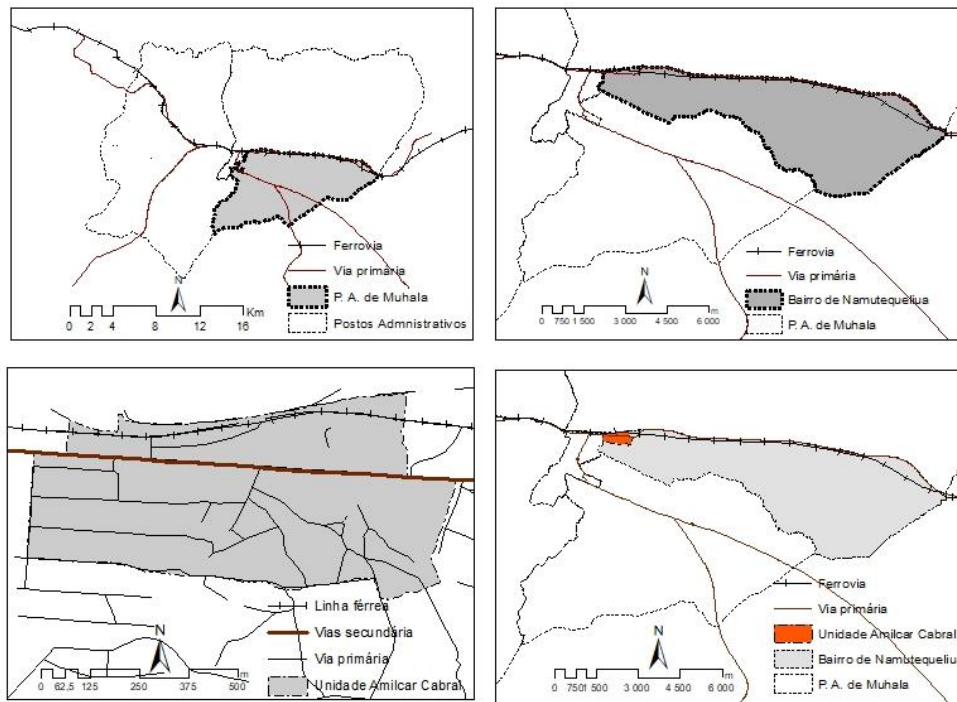 Ferrovia
Via primária
P. A. de Muhala
Postos Admnistrativos
N
0 2 4 8 12 16 Km
Ferrovia
Via primária
Bairro de Namutequeliua
P. A. de Muhala
N
0 750 1 500 3 000 4 500 6 000 m
Linha férrea
Vias secundária
Via primária
Unidade Amilcar Cabral
N
0 62,5 125 250 375 500 m
Ferrovia
Via primária
Unidade Amilcar Cabral
Bairro de Namutequeliu
P. A. de Muhala
N
0 750 1 500 3 000 4 500 6 000 m